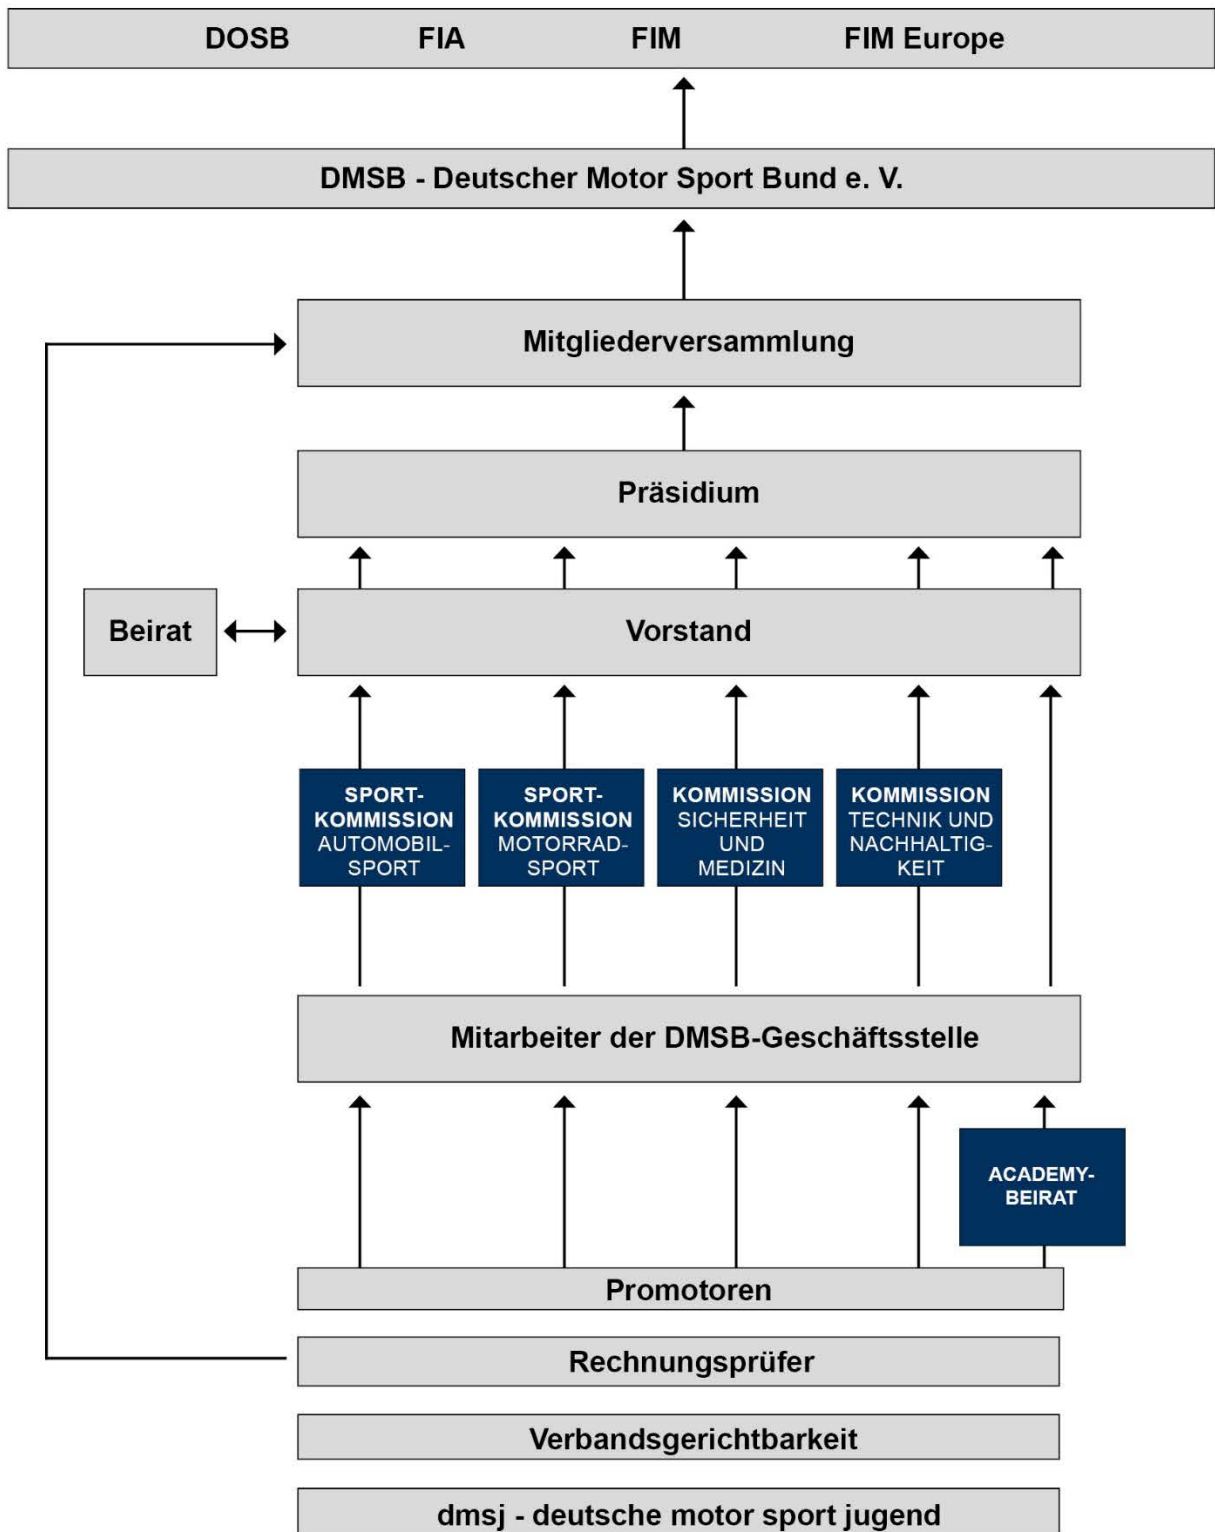 DOSB FIA FIM FIM Europe
DMSB - Deutscher Motor Sport Bund e. V.
Mitgliederversammlung
Präsidium
Beirat
Vorstand
SPORT-
KOMMISSION
AUTOMOBIL-
SPORT
SPORT-
KOMMISSION
MOTORRAD-
SPORT
KOMMISSION
SICHERHEIT
UND
MEDIZIN
KOMMISSION
TECHNIK UND
NACHHALTIG-
KEIT
Mitarbeiter der DMSB-Geschäftsstelle
ACADEMY-
BEIRAT
Promotoren
Rechnungsprüfer
Verbandsgerichtbarkeit
dmsj - deutsche motor sport jugend